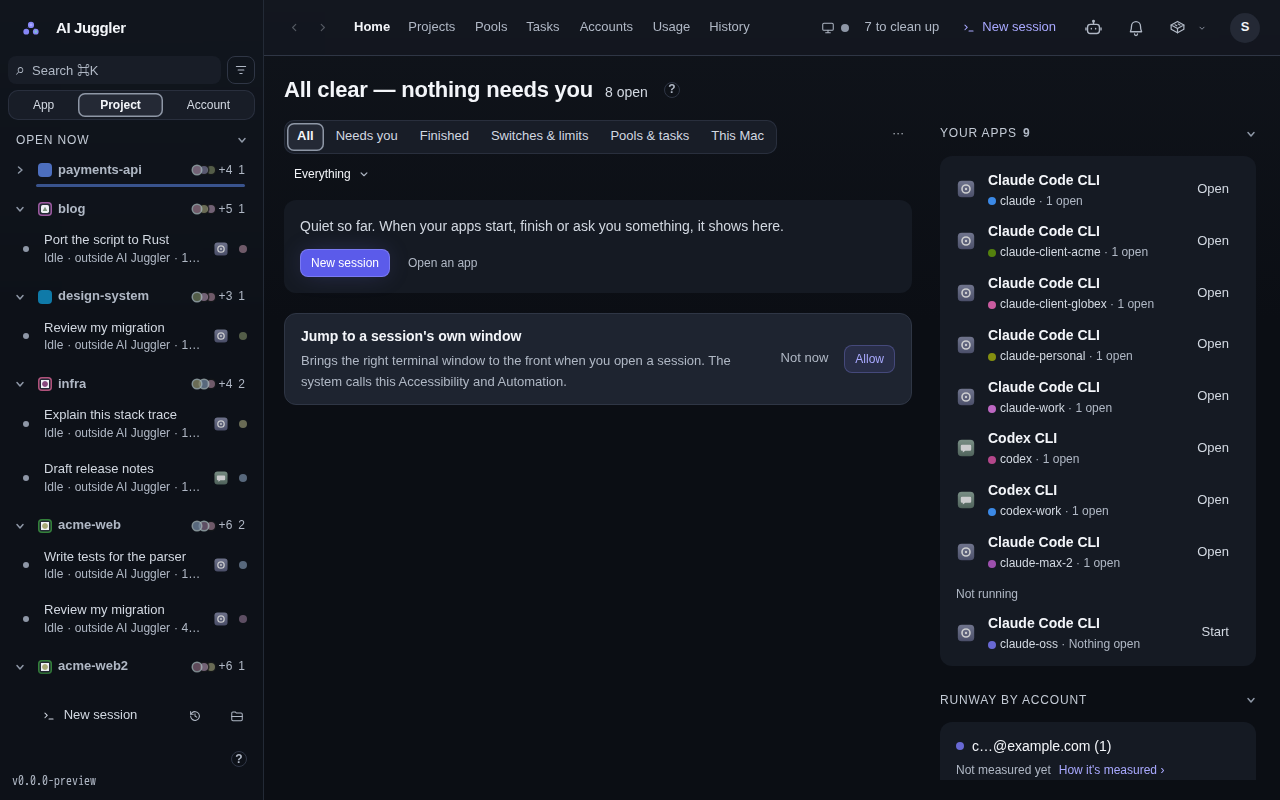 AI Juggler
Search ⌘K
App
Project
Account
OPEN NOW
payments-api
+4 1
blog
+5 1
Port the script to Rust
Idle · outside AI Juggler · 1…
design-system
+3 1
Review my migration
Idle · outside AI Juggler · 1…
infra
+4 2
Explain this stack trace
Idle · outside AI Juggler · 1…
Draft release notes
Idle · outside AI Juggler · 1…
acme-web
+6 2
Write tests for the parser
Idle · outside AI Juggler · 1…
Review my migration
Idle · outside AI Juggler · 4…
acme-web2
+6 1
New session
?
v0.0.0-preview
Home
Projects
Pools
Tasks
Accounts
Usage
History
7 to clean up
New session
S
All clear — nothing needs you
8 open
?
All
Needs you
Finished
Switches & limits
Pools & tasks
This Mac
…
Everything
Quiet so far. When your apps start, finish or ask you something, it shows here.
New session
Open an app
Jump to a session's own window
Brings the right terminal window to the front when you open a session. The
system calls this Accessibility and Automation.
Not now
Allow
YOUR APPS 9
Claude Code CLI
claude · 1 open
Open
Claude Code CLI
claude-client-acme · 1 open
Open
Claude Code CLI
claude-client-globex · 1 open
Open
Claude Code CLI
claude-personal · 1 open
Open
Claude Code CLI
claude-work · 1 open
Open
Codex CLI
codex · 1 open
Open
Codex CLI
codex-work · 1 open
Open
Claude Code CLI
claude-max-2 · 1 open
Open
Not running
Claude Code CLI
claude-oss · Nothing open
Start
RUNWAY BY ACCOUNT
c…@example.com (1)
Not measured yet How it's measured ›